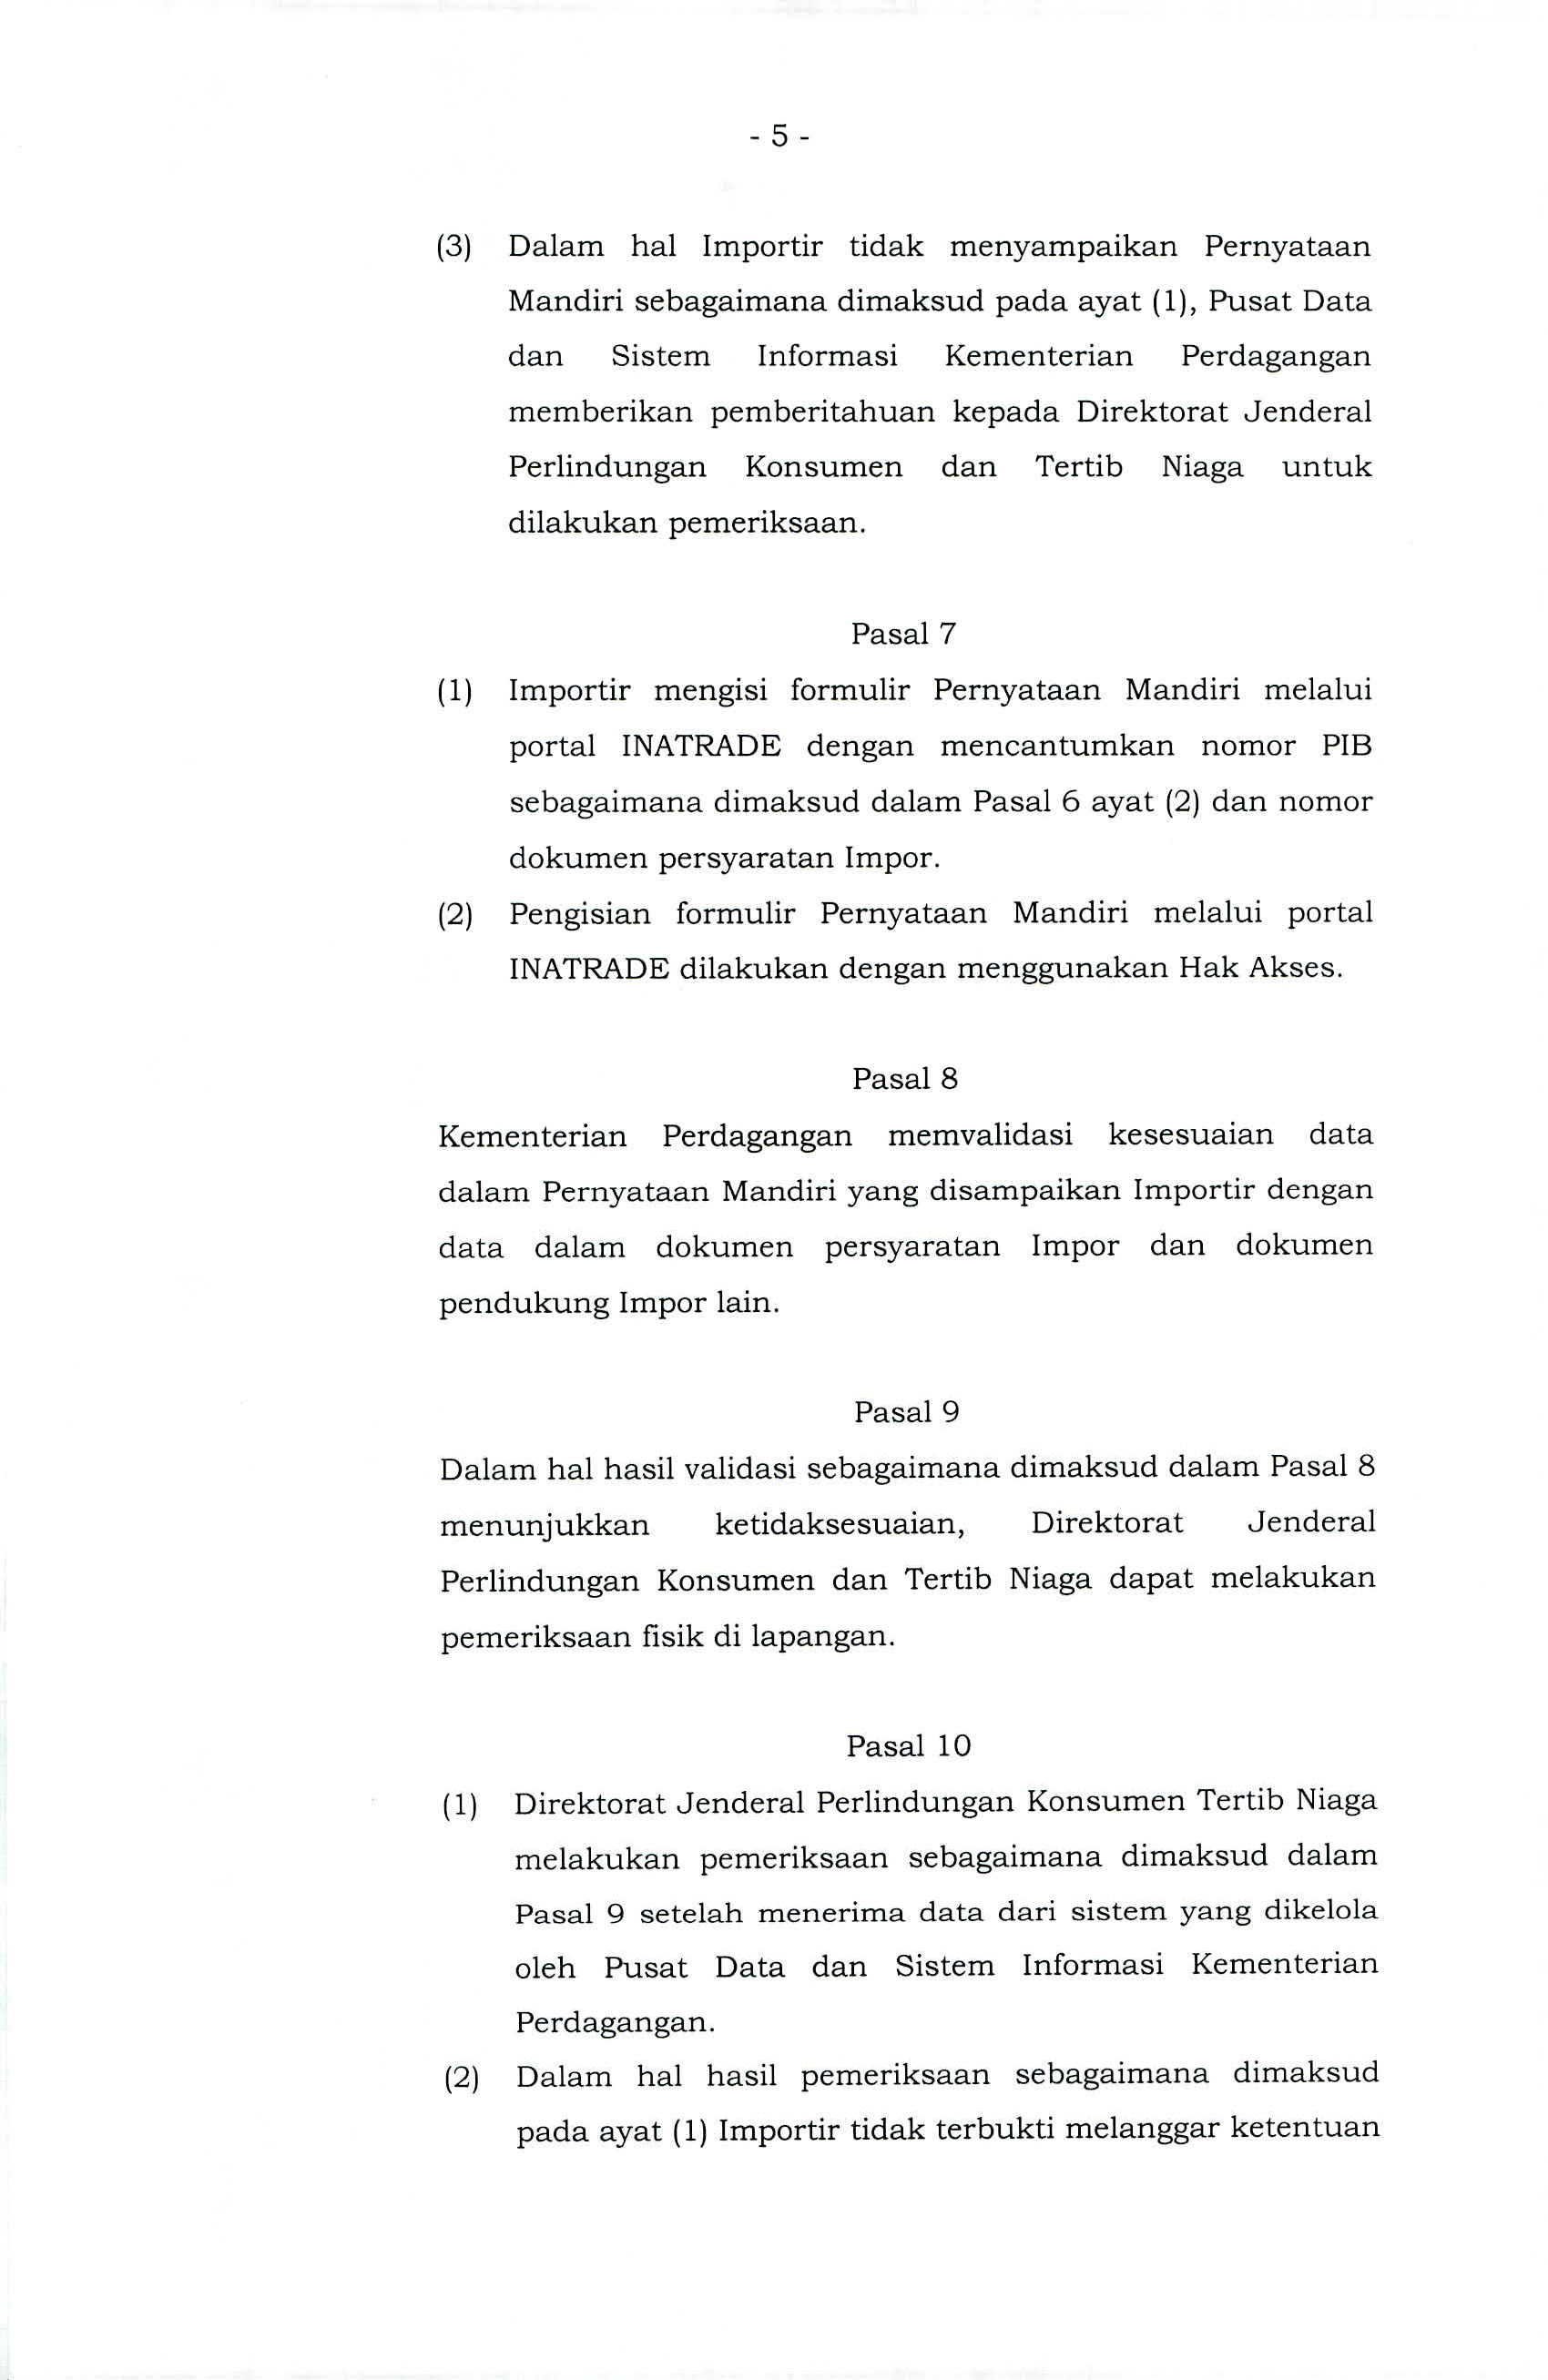 - 5 -
(3) Dalam hal Importir tidak menyampaikan Pernyataan
Mandiri sebagaimana dimaksud pada ayat (1), Pusat Data
dan Sistem Informasi Kementerian Perdagangan
memberikan pemberitahuan kepada Direktorat Jenderal
Perlindungan Konsumen dan Tertib Niaga untuk
dilakukan pemeriksaan.
Pasal 7
(1) Importir mengisi formulir Pernyataan Mandiri melalui
portal INATRADE dengan mencantumkan nomor PIB
sebagaimana dimaksud dalam Pasal 6 ayat (2) dan nomor
dokumen persyaratan Impor.
(2) Pengisian formulir Pernyataan Mandiri melalui portal
INATRADE dilakukan dengan menggunakan Hak Akses.
Pasal 8
Kementerian Perdagangan memvalidasi kesesuaian data
dalam Pernyataan Mandiri yang disampaikan Importir dengan
data dalam dokumen persyaratan Impor dan dokumen
pendukung Impor lain.
Pasal 9
Dalam hal hasil validasi sebagaimana dimaksud dalam Pasal 8
menunjukkan ketidaksesuaian, Direktorat Jenderal
Perlindungan Konsumen dan Tertib Niaga dapat melakukan
pemeriksaan fisik di lapangan.
Pasal 10
(1) Direktorat Jenderal Perlindungan Konsumen Tertib Niaga
melakukan pemeriksaan sebagaimana dimaksud dalam
Pasal 9 setelah menerima data dari sistem yang dikelola
oleh Pusat Data dan Sistem Informasi Kementerian
Perdagangan.
(2) Dalam hal hasil pemeriksaan sebagaimana dimaksud
pada ayat (1) Importir tidak terbukti melanggar ketentuan